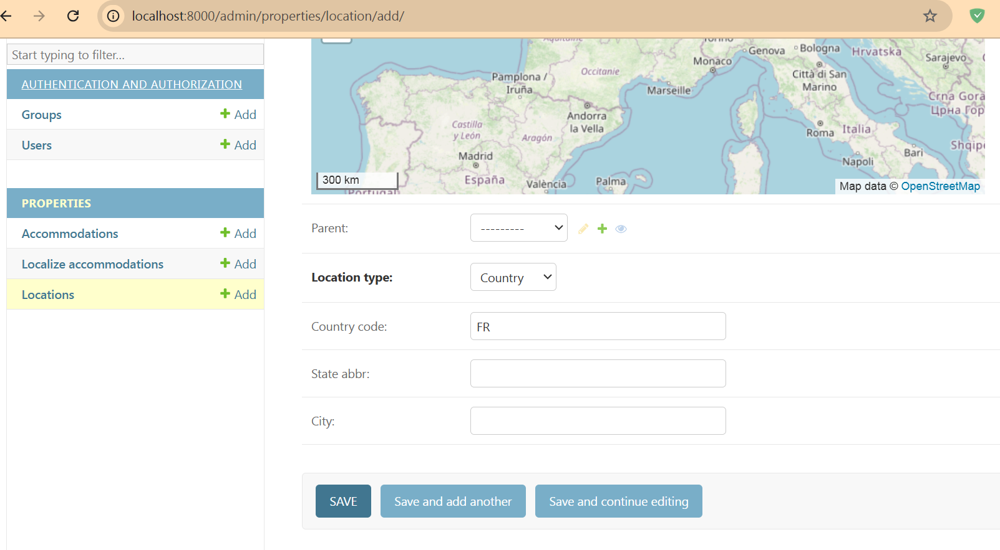 localhost:8000/admin/properties/location/add/
Start typing to filter...
AUTHENTICATION AND AUTHORIZATION
Groups
Add
Users
Add
PROPERTIES
Accommodations
Add
Localize accommodations
Add
Locations
Add
Aquitaine
Torino
Genova
Bologna
Hrvatska
Sarajevo
Monaco
Occitanie
Pamplona /
Iruña
Marseille
Città di San
Marino
Crna Gora
Црна Гор
Andorra
la Vella
Castilla
y León
Aragón
Roma
Italia
Shqipë
Madrid
Bari
Napoli
España
València
Palma
Portugal
300 km
Map data © OpenStreetMap
Parent:
---------
Location type:
Country
Country code:
FR
State abbr:
City:
SAVE
Save and add another
Save and continue editing